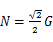 N = √2/2 G